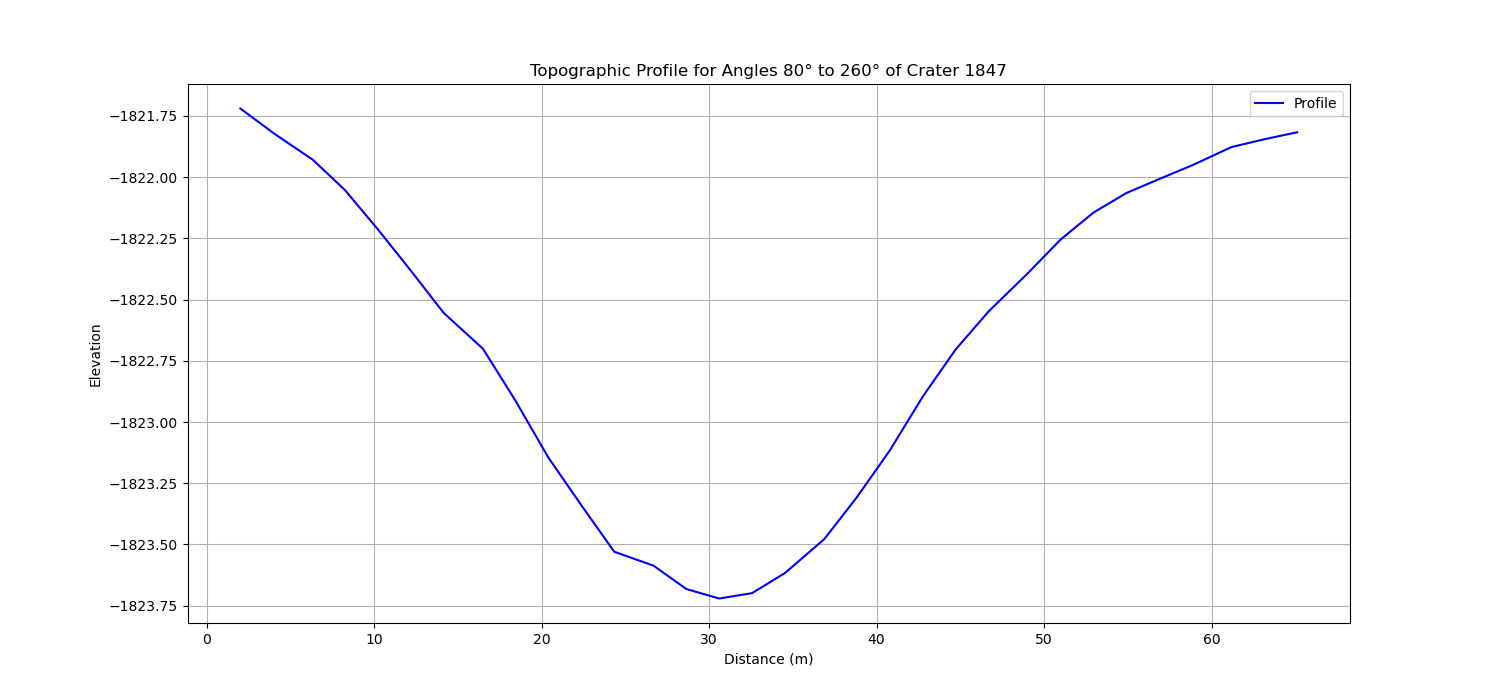 Topographic Profile for Angles 80° to 260° of Crater 1847
Profile
Elevation
−1821.75
−1822.00
−1822.25
−1822.50
−1822.75
−1823.00
−1823.25
−1823.50
−1823.75
0 10 20 30 40 50 60
Distance (m)